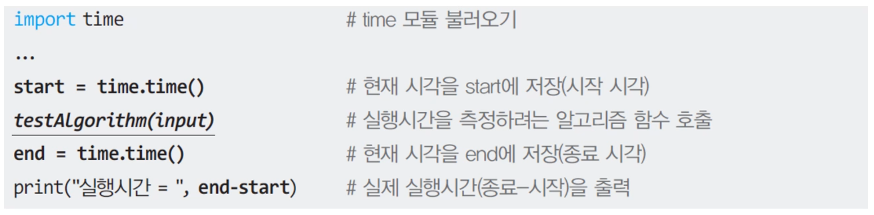 import time # time 모듈 불러오기
...
start = time.time() # 현재 시각을 start에 저장(시작 시각)
testAlgorithm(input) # 실행시간을 측정하려는 알고리즘 함수 호출
end = time.time() # 현재 시각을 end에 저장(종료 시각)
print("실행시간 = ", end-start) # 실제 실행시간(종료-시작)을 출력